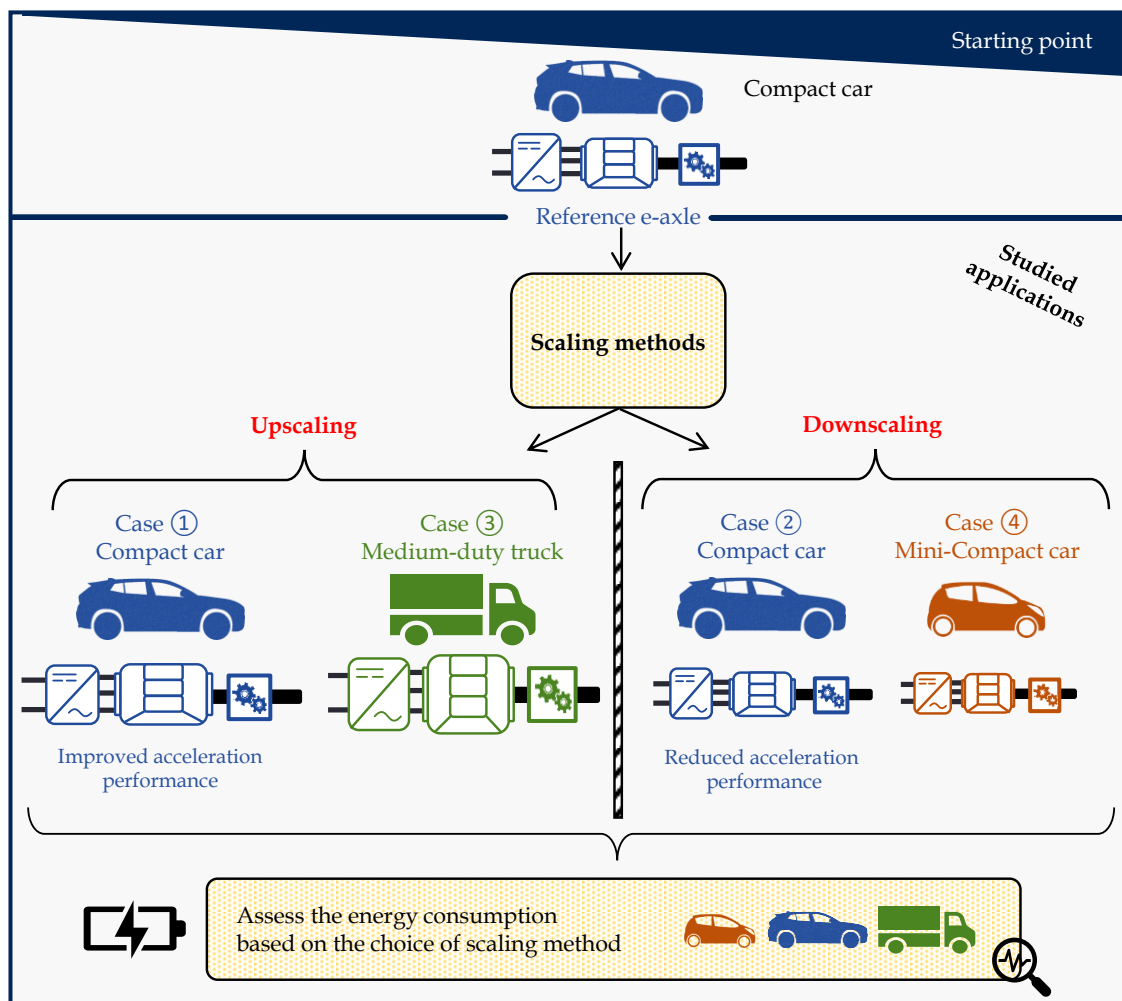 Starting point
Compact car
Reference e-axle
Studied
applications
Scaling methods
Upscaling
Downscaling
Case ①
Compact car
Case ③
Medium-duty truck
Case ②
Compact car
Case ④
Mini-Compact car
Improved acceleration
performance
Reduced acceleration
performance
Assess the energy consumption
based on the choice of scaling method